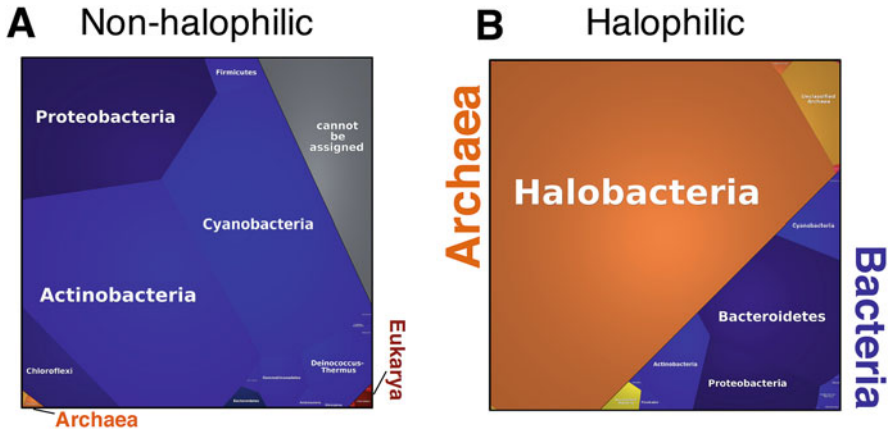 A
Non-halophilic
Proteobacteria
Firmicutes
cannot
be
assigned
Cyanobacteria
Actinobacteria
Chloroflexi
Deinococcus-
Thermus
Bacteroidetes
Archaea
Eukarya
B
Halophilic
Archaea
Halobacteria
Unclassified
Archaea
Cyanobacteria
Bacteroidetes
Actinobacteria
Proteobacteria
Bacteria